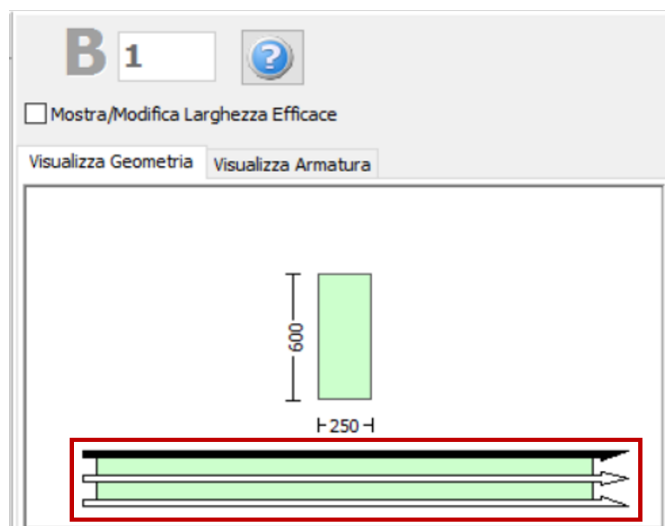 B 1
Mostra/Modifica Larghezza Efficace
Visualizza Geometria Visualizza Armatura
600
250